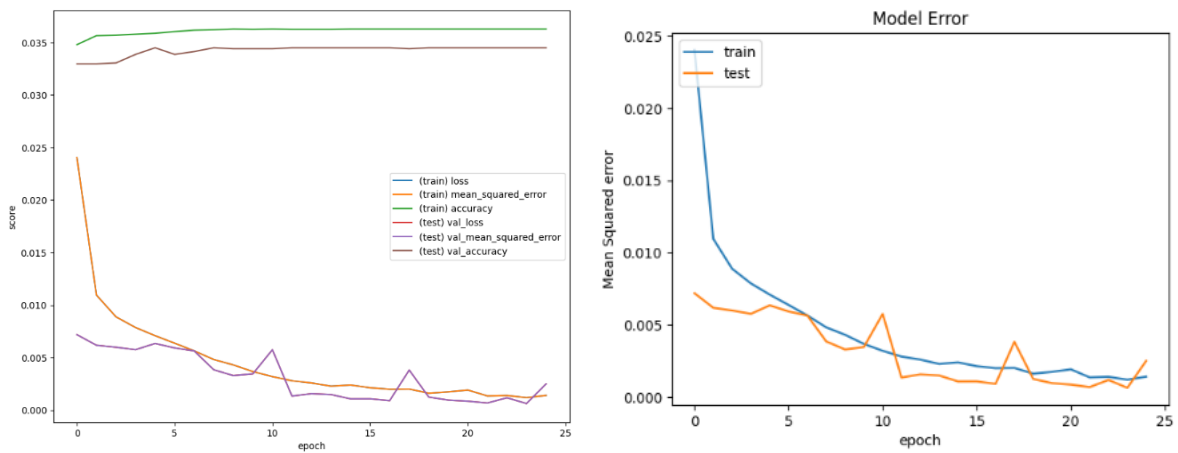 score
0.035
0.030
0.025
0.020
0.015
0.010
0.005
0.000
(train) loss
(train) mean_squared_error
(train) accuracy
(test) val_loss
(test) val_mean_squared_error
(test) val_accuracy
0 5 10 15 20 25
epoch
Model Error
Mean Squared error
0.025
0.020
0.015
0.010
0.005
0.000
train
test
0 5 10 15 20 25
epoch